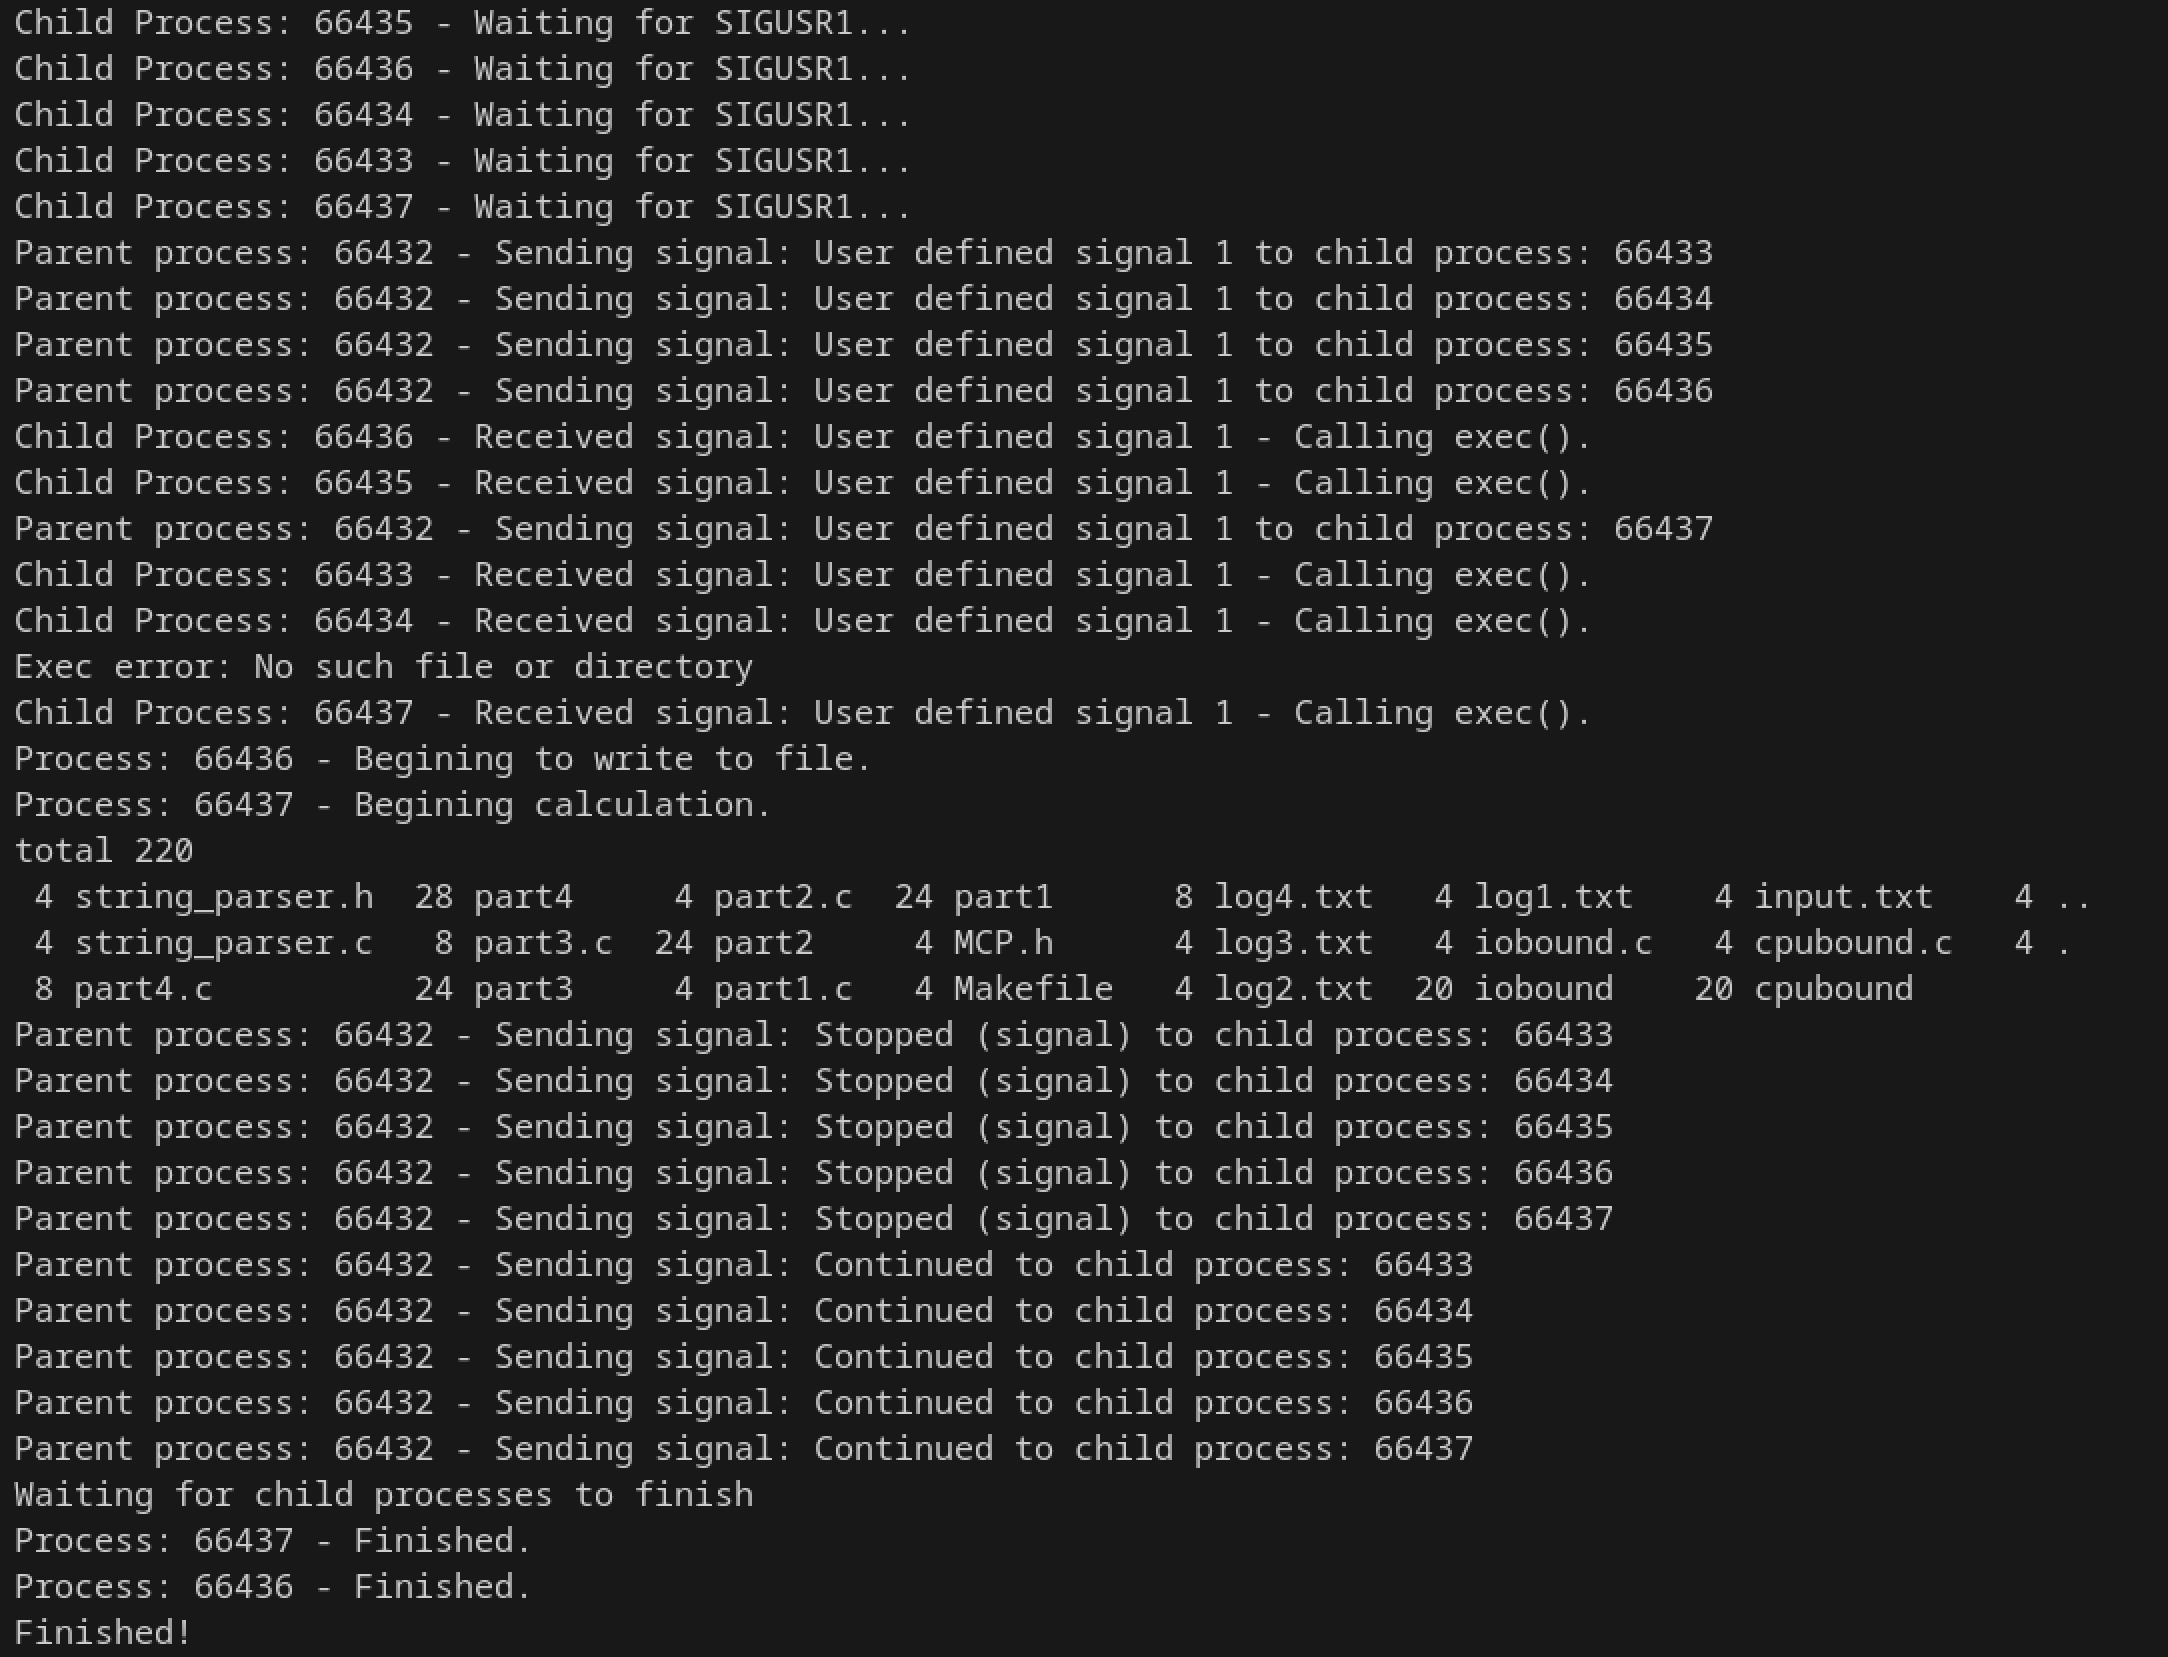 Child Process: 66435 - Waiting for SIGUSR1...
Child Process: 66436 - Waiting for SIGUSR1...
Child Process: 66434 - Waiting for SIGUSR1...
Child Process: 66433 - Waiting for SIGUSR1...
Child Process: 66437 - Waiting for SIGUSR1...
Parent process: 66432 - Sending signal: User defined signal 1 to child process: 66433
Parent process: 66432 - Sending signal: User defined signal 1 to child process: 66434
Parent process: 66432 - Sending signal: User defined signal 1 to child process: 66435
Parent process: 66432 - Sending signal: User defined signal 1 to child process: 66436
Child Process: 66436 - Received signal: User defined signal 1 - Calling exec().
Child Process: 66435 - Received signal: User defined signal 1 - Calling exec().
Parent process: 66432 - Sending signal: User defined signal 1 to child process: 66437
Child Process: 66433 - Received signal: User defined signal 1 - Calling exec().
Child Process: 66434 - Received signal: User defined signal 1 - Calling exec().
Exec error: No such file or directory
Child Process: 66437 - Received signal: User defined signal 1 - Calling exec().
Process: 66436 - Begining to write to file.
Process: 66437 - Begining calculation.
total 220
 4 string_parser.h  28 part4     4 part2.c  24 part1      8 log4.txt   4 log1.txt    4 input.txt    4 ..
 4 string_parser.c   8 part3.c  24 part2     4 MCP.h      4 log3.txt   4 iobound.c   4 cpubound.c   4 .
 8 part4.c          24 part3     4 part1.c   4 Makefile   4 log2.txt  20 iobound    20 cpubound
Parent process: 66432 - Sending signal: Stopped (signal) to child process: 66433
Parent process: 66432 - Sending signal: Stopped (signal) to child process: 66434
Parent process: 66432 - Sending signal: Stopped (signal) to child process: 66435
Parent process: 66432 - Sending signal: Stopped (signal) to child process: 66436
Parent process: 66432 - Sending signal: Stopped (signal) to child process: 66437
Parent process: 66432 - Sending signal: Continued to child process: 66433
Parent process: 66432 - Sending signal: Continued to child process: 66434
Parent process: 66432 - Sending signal: Continued to child process: 66435
Parent process: 66432 - Sending signal: Continued to child process: 66436
Parent process: 66432 - Sending signal: Continued to child process: 66437
Waiting for child processes to finish
Process: 66437 - Finished.
Process: 66436 - Finished.
Finished!